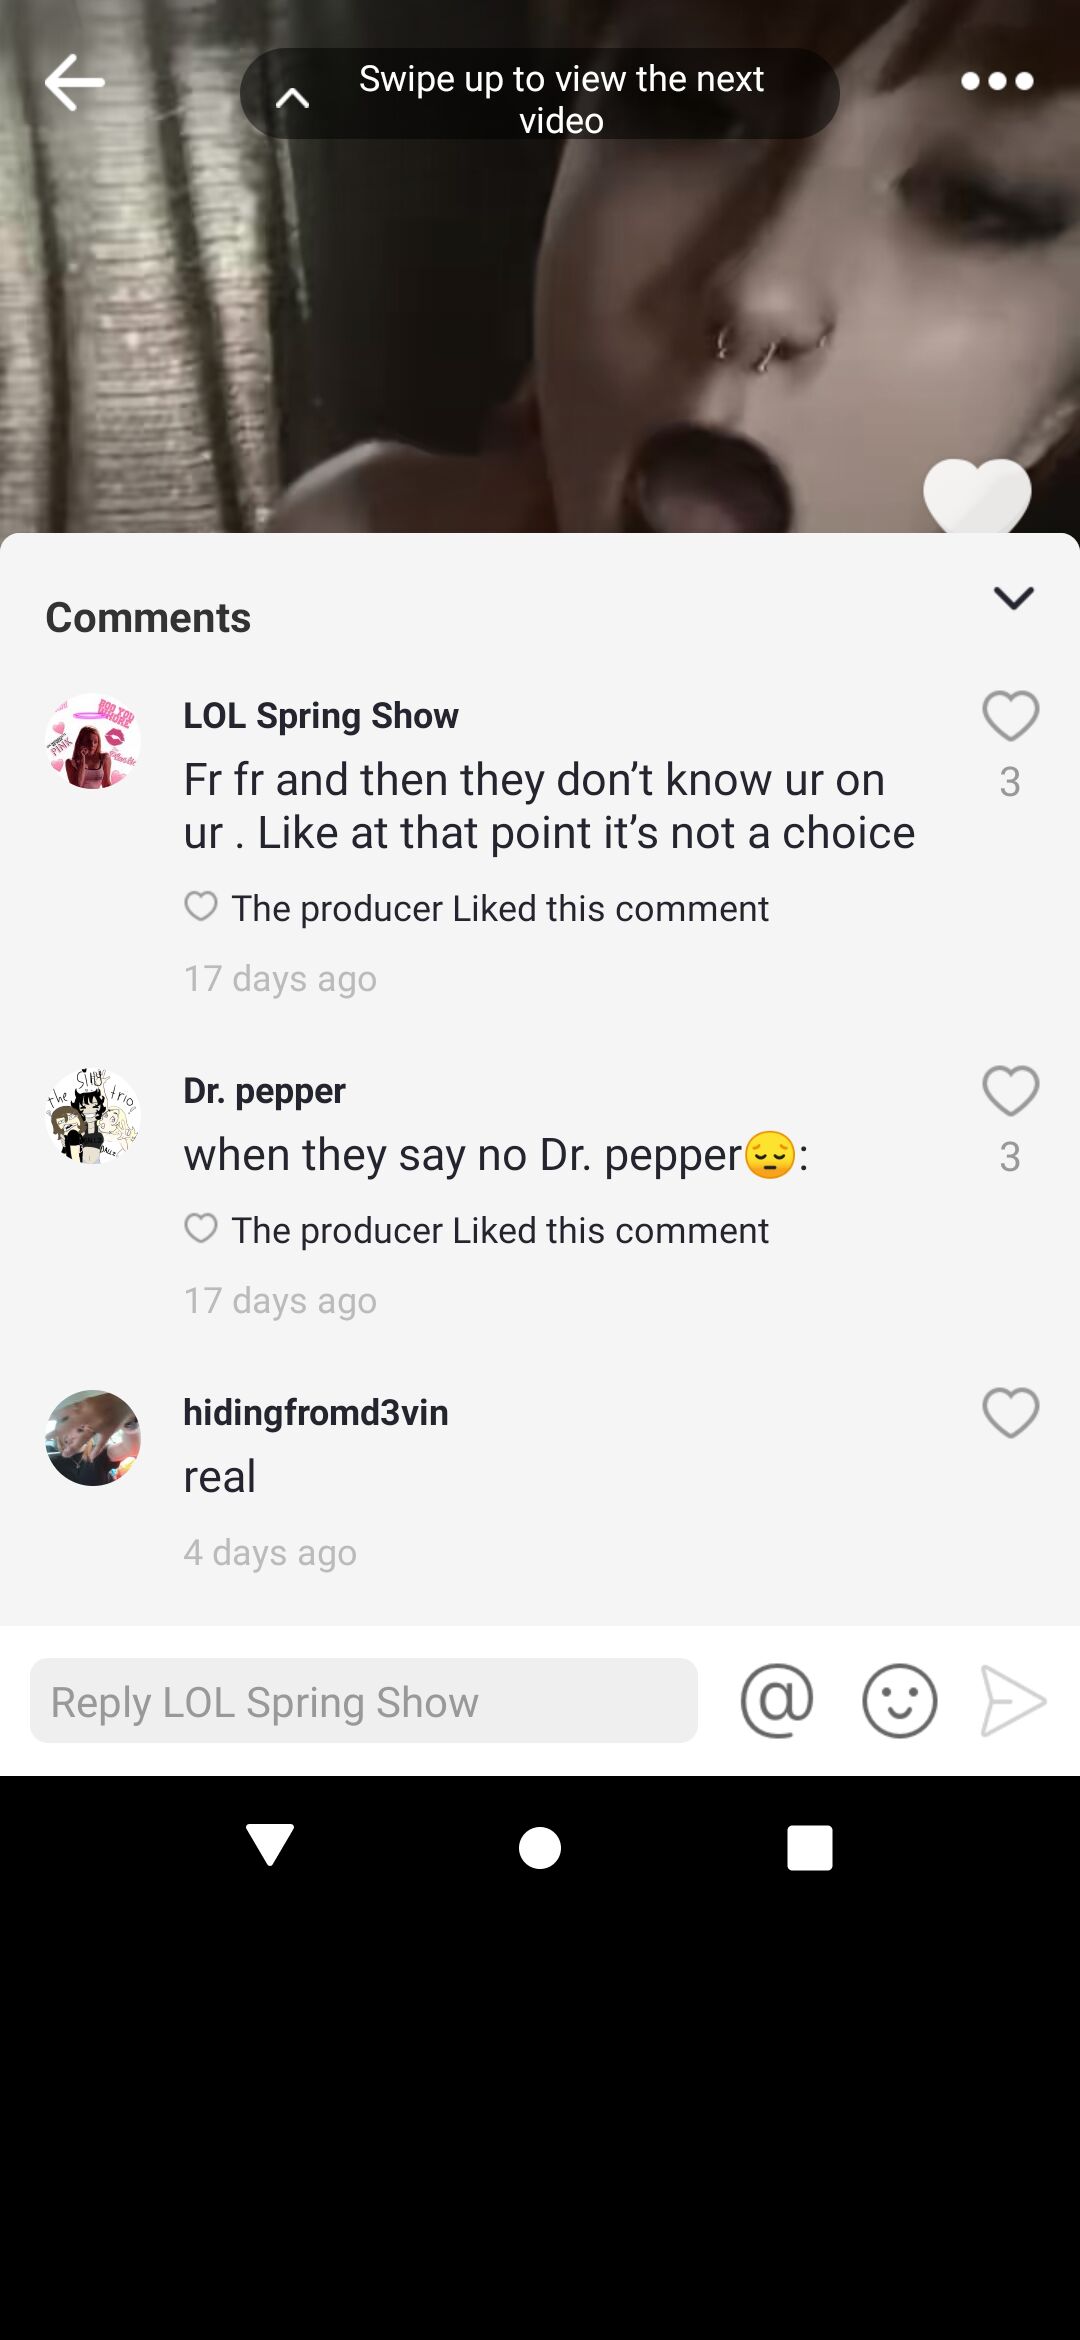 Swipe up to view the next
video
Comments
LOL Spring Show
Fr fr and then they don’t know ur on
ur . Like at that point it’s not a choice
3
The producer Liked this comment
17 days ago
Dr. pepper
when they say no Dr. pepper😔:
3
The producer Liked this comment
17 days ago
hidingfromd3vin
real
4 days ago
Reply LOL Spring Show
@